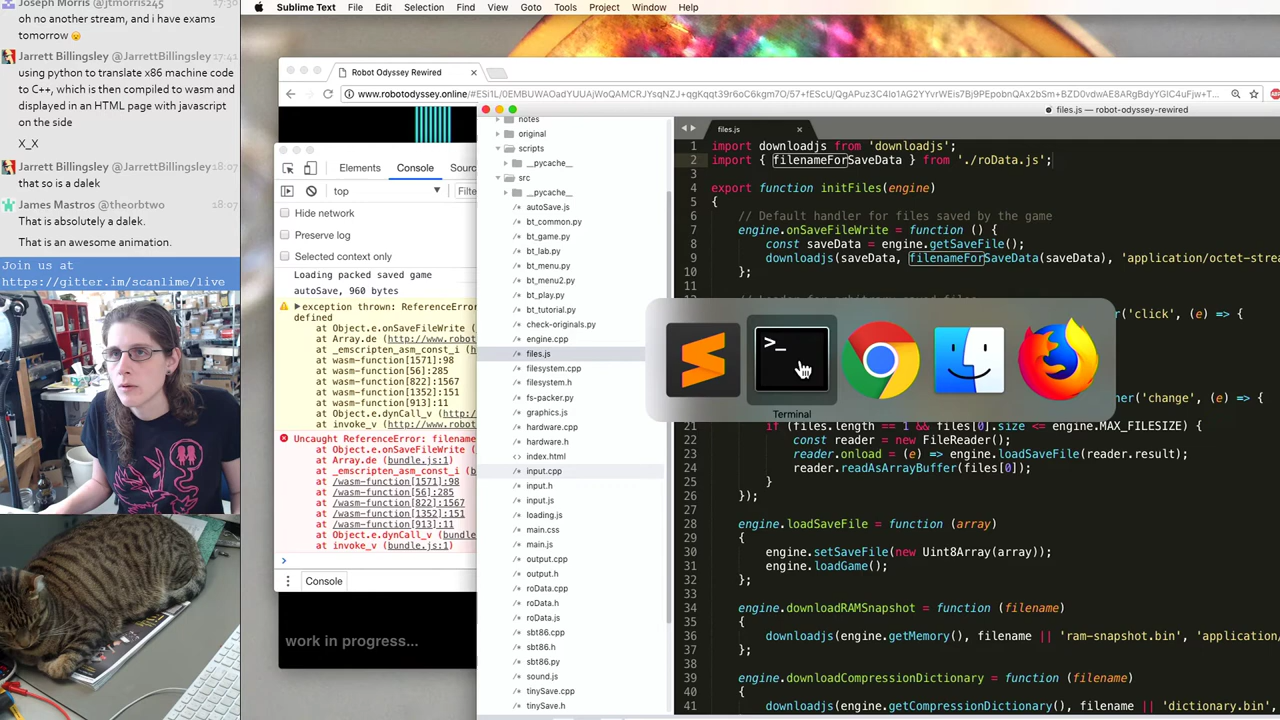 Joseph Morris @jtmorris245 17:30
oh no another stream, and i have exams
tomorrow
Jarrett Billingsley @JarrettBillingsley 17:41
using python to translate x86 machine code
to C++, which is then compiled to wasm and
displayed in an HTML page with javascript
on the side
X_X
Jarrett Billingsley @JarrettBillingsley 18:07
that so is a dalek
James Mastros @theorbtwo 18:07
That is absolutely a dalek.
That is an awesome animation.
Join us at
https://gitter.im/scanlime/live
Sublime Text File Edit Selection Find View Goto Tools Project Window Help
Robot Odyssey Rewired
www.robotodyssey.online/
Elements Console Sourc
top Filte
Hide network
Preserve log
Selected context only
Loading packed saved game
autoSave, 960 bytes
exception thrown: ReferenceError
defined
at Object.e.onSaveFileWrite (
at Array.de (http://www.robot
at _emscripten_asm_const_i (
at wasm-function[1571]:98
at wasm-function[56]:285
at wasm-function[822]:1567
at wasm-function[1352]:151
at wasm-function[913]:11
at Object.e.dynCall_v (http:/
at invoke_v (http://www.robot
Uncaught ReferenceError: filename
at Object.e.onSaveFileWrite (
at Array.de (bundle.js:1)
at _emscripten_asm_const_i (
at /wasm-function[1571]:98
at /wasm-function[56]:285
at /wasm-function[822]:1567
at /wasm-function[1352]:151
at /wasm-function[913]:11
at Object.e.dynCall_v (bundle
at invoke_v (bundle.js:1)
Console
work in progress...
files.js — robot-odyssey-rewired
notes
original
scripts
__pycache__
src
__pycache__
autoSave.js
bt_common.py
bt_game.py
bt_lab.py
bt_menu.py
bt_menu2.py
bt_play.py
bt_tutorial.py
check-originals.py
engine.cpp
files.js
filesystem.cpp
filesystem.h
fs-packer.py
graphics.js
hardware.cpp
hardware.h
index.html
input.cpp
input.h
input.js
loading.js
main.css
main.js
output.cpp
output.h
roData.cpp
roData.h
roData.js
sbt86.cpp
sbt86.h
sbt86.py
sound.js
tinySave.cpp
tinySave.h
files.js
1 import downloadjs from 'downloadjs';
2 import { filenameForSaveData } from './roData.js';
3
4 export function initFiles(engine)
5 {
6 // Default handler for files saved by the game
7 engine.onSaveFileWrite = function () {
8 const saveData = engine.getSaveFile();
9 downloadjs(saveData, filenameForSaveData(saveData), 'application/octet-stre
10 };
r('click', (e) => {
Terminal
ner('change', (e) => {
21 if (files.length === 1 && files[0].size <= engine.MAX_FILESIZE) {
22 const reader = new FileReader();
23 reader.onload = (e) => engine.loadSaveFile(reader.result);
24 reader.readAsArrayBuffer(files[0]);
25 }
26 });
27
28 engine.loadSaveFile = function (array)
29 {
30 engine.setSaveFile(new Uint8Array(array));
31 engine.loadGame();
32 };
33
34 engine.downloadRAMSnapshot = function (filename)
35 {
36 downloadjs(engine.getMemory(), filename || 'ram-snapshot.bin', 'application/
37 };
38
39 engine.downloadCompressionDictionary = function (filename)
40 {
41 downloadjs(engine.getCompressionDictionary(), filename || 'dictionary.bin',